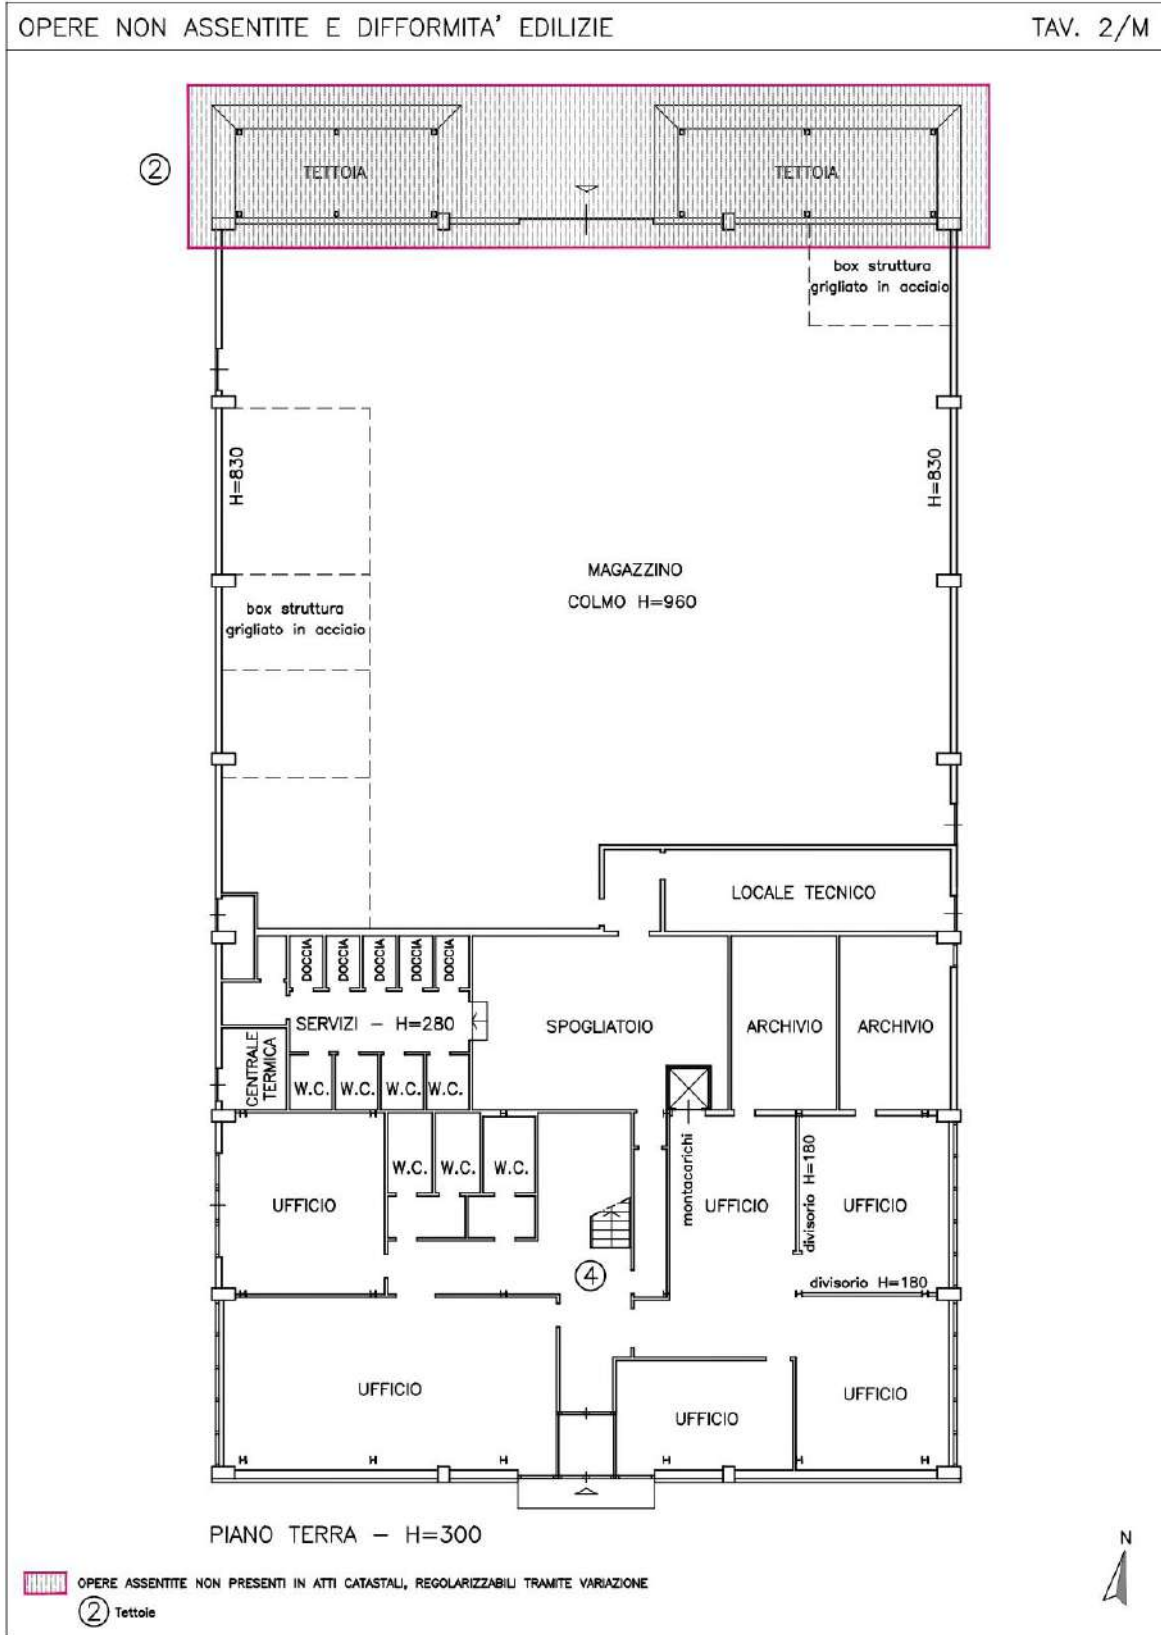 OPERE NON ASSENTITE E DIFFORMITA' EDILIZIE
TAV. 2/M
2
TETTOIA
TETTOIA
box struttura
grigliato in acciaio
H=830
H=830
MAGAZZINO
COLMO H=960
box struttura
grigliato in acciaio
LOCALE TECNICO
DOCCIA
DOCCIA
DOCCIA
DOCCIA
DOCCIA
SERVIZI - H=280
SPOGLIATOIO
ARCHIVIO
ARCHIVIO
CENTRALE
TERMICA
W.C.
W.C.
W.C.
W.C.
montacarichi
divisorio H=180
W.C.
W.C.
W.C.
UFFICIO
UFFICIO
UFFICIO
4
divisorio H=180
UFFICIO
UFFICIO
UFFICIO
PIANO TERRA - H=300
N
OPERE ASSENTITE NON PRESENTI IN ATTI CATASTALI, REGOLARIZZABILI TRAMITE VARIAZIONE
2 Tettoie